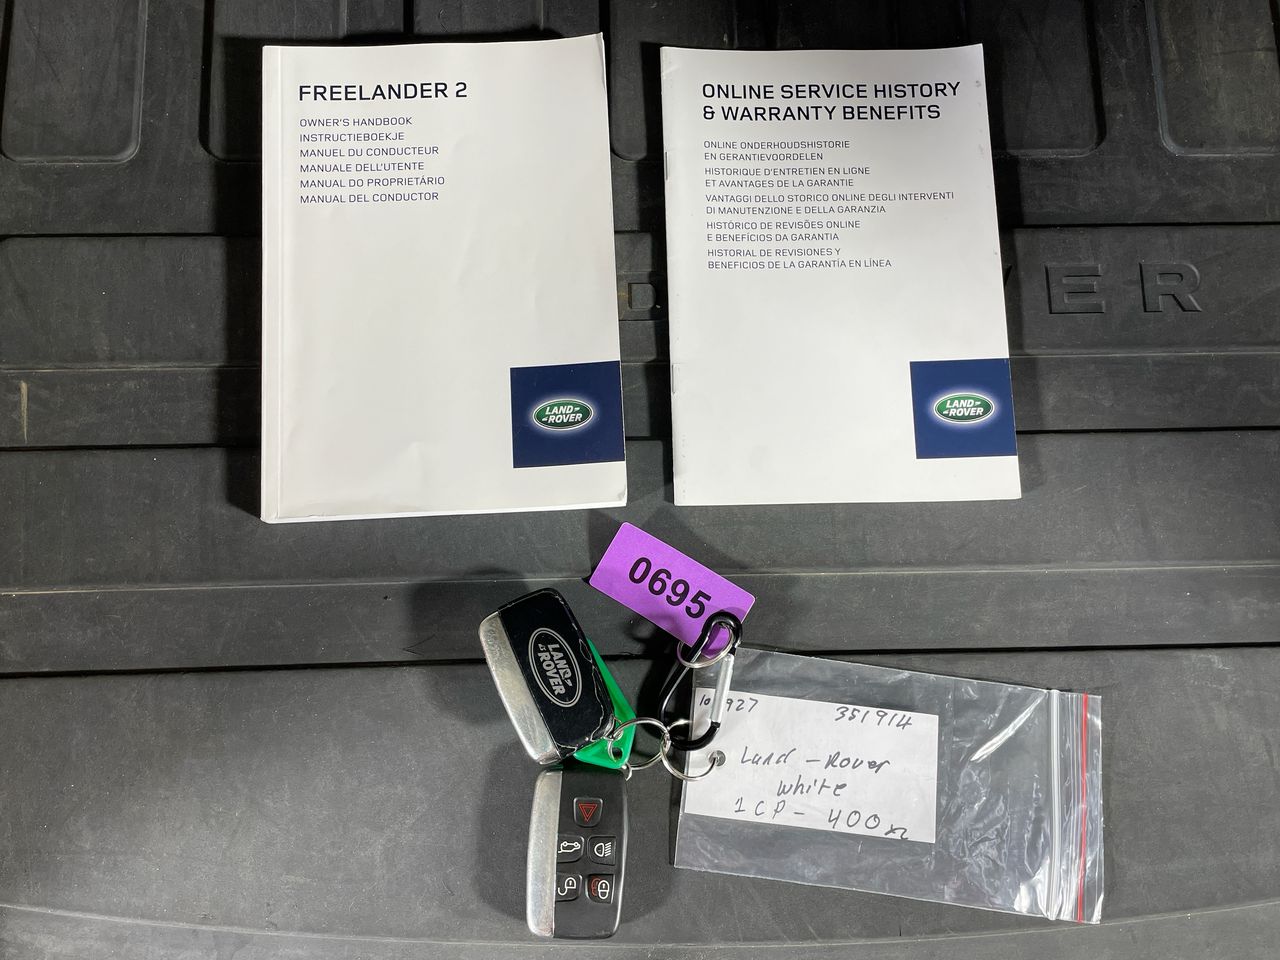 FREELANDER 2
OWNER'S HANDBOOK
INSTRUCTIEBOEKJE
MANUEL DU CONDUCTEUR
MANUALE DELL'UTENTE
MANUAL DO PROPRIETÁRIO
MANUAL DEL CONDUCTOR
LAND
ROVER
ONLINE SERVICE HISTORY
& WARRANTY BENEFITS
ONLINE ONDERHOUDSHISTORIE
EN GERANTIEVOORDELEN
HISTORIQUE D'ENTRETIEN EN LIGNE
ET AVANTAGES DE LA GARANTIE
VANTAGGI DELLO STORICO ONLINE DEGLI INTERVENTI
DI MANUTENZIONE E DELLA GARANZIA
HISTÓRICO DE REVISÕES ONLINE
E BENEFÍCIOS DA GARANTIA
HISTORIAL DE REVISIONES Y
BENEFICIOS DE LA GARANTÍA EN LÍNEA
LAND
ROVER
D
VER
0695
LAND
ROVER
351914
Land - Rover
white
1CP - 400